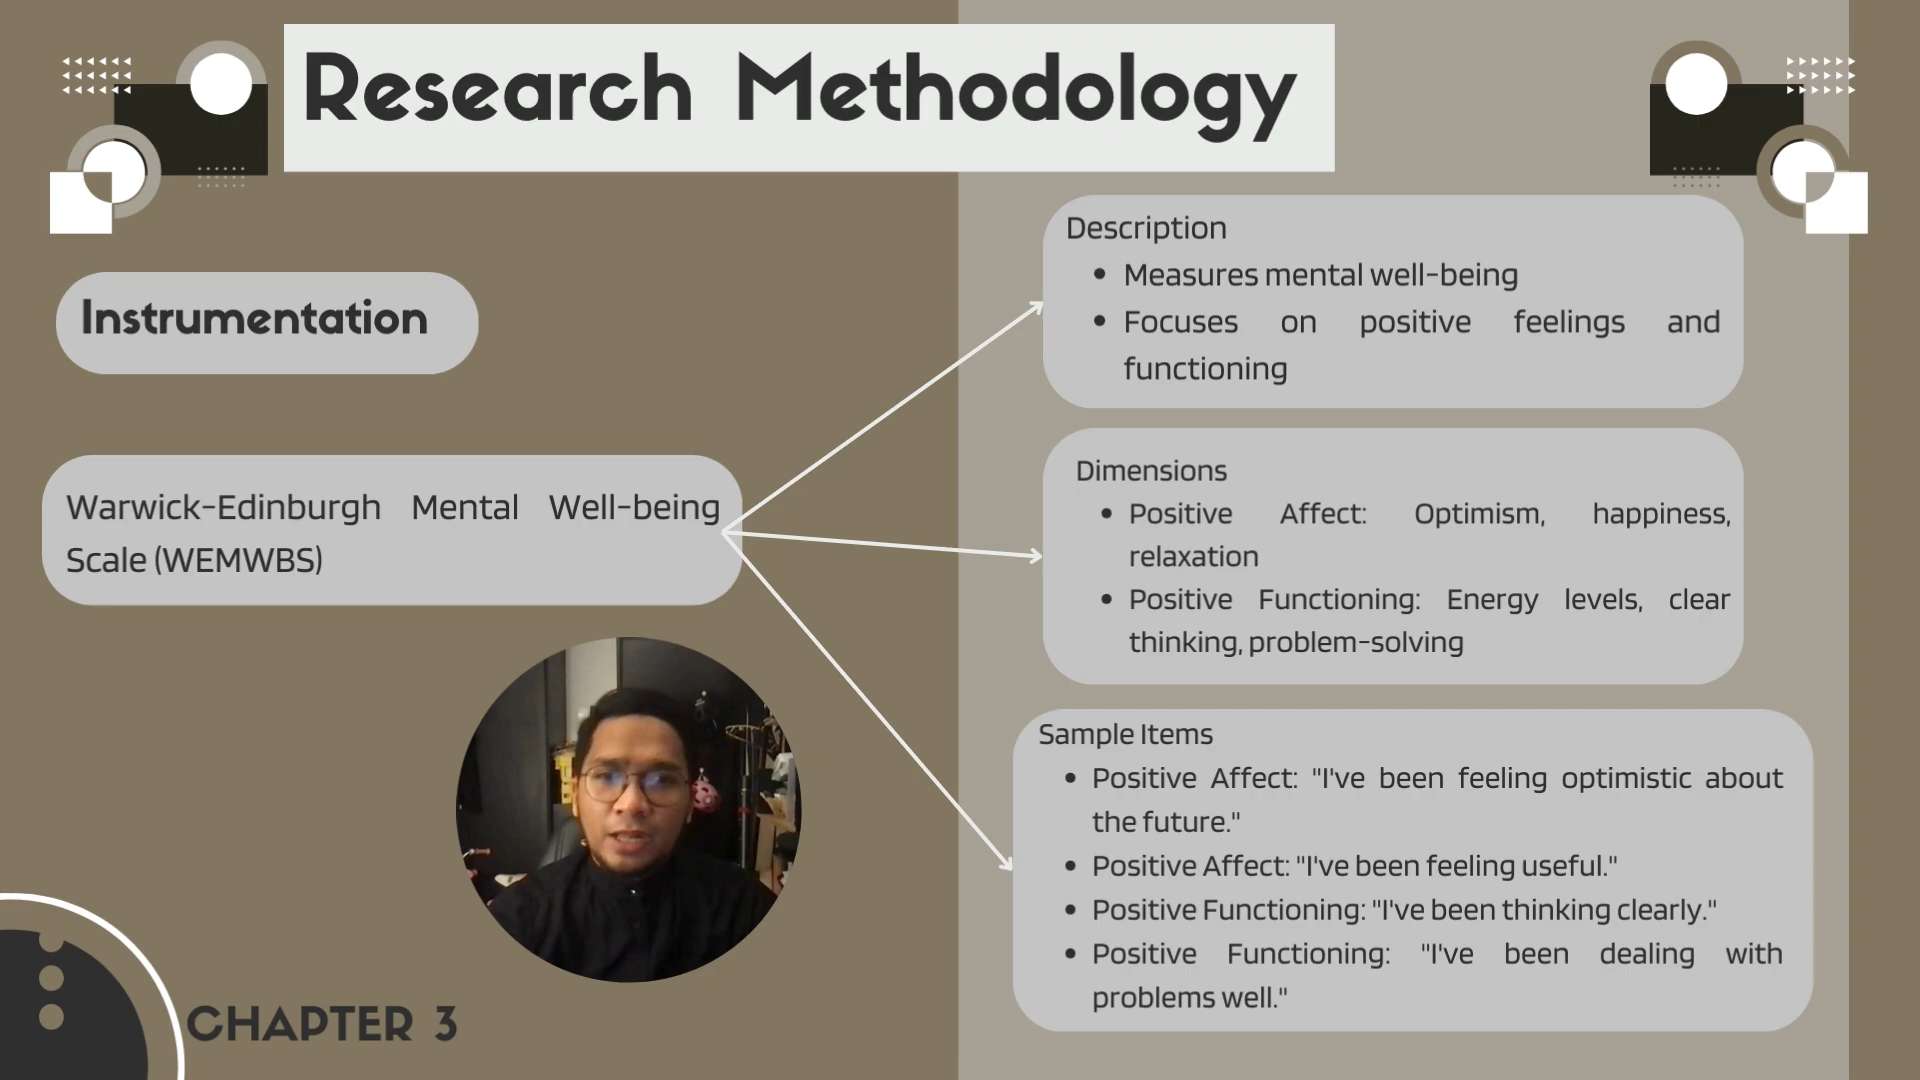 Research Methodology
Instrumentation
Warwick-Edinburgh Mental Well-being
Scale (WEMWBS)
Description
• Measures mental well-being
• Focuses on positive feelings and
functioning
Dimensions
• Positive Affect: Optimism, happiness,
relaxation
• Positive Functioning: Energy levels, clear
thinking, problem-solving
Sample Items
• Positive Affect: "I've been feeling optimistic about
the future."
• Positive Affect: "I've been feeling useful."
• Positive Functioning: "I've been thinking clearly."
• Positive Functioning: "I've been dealing with
problems well."
CHAPTER 3